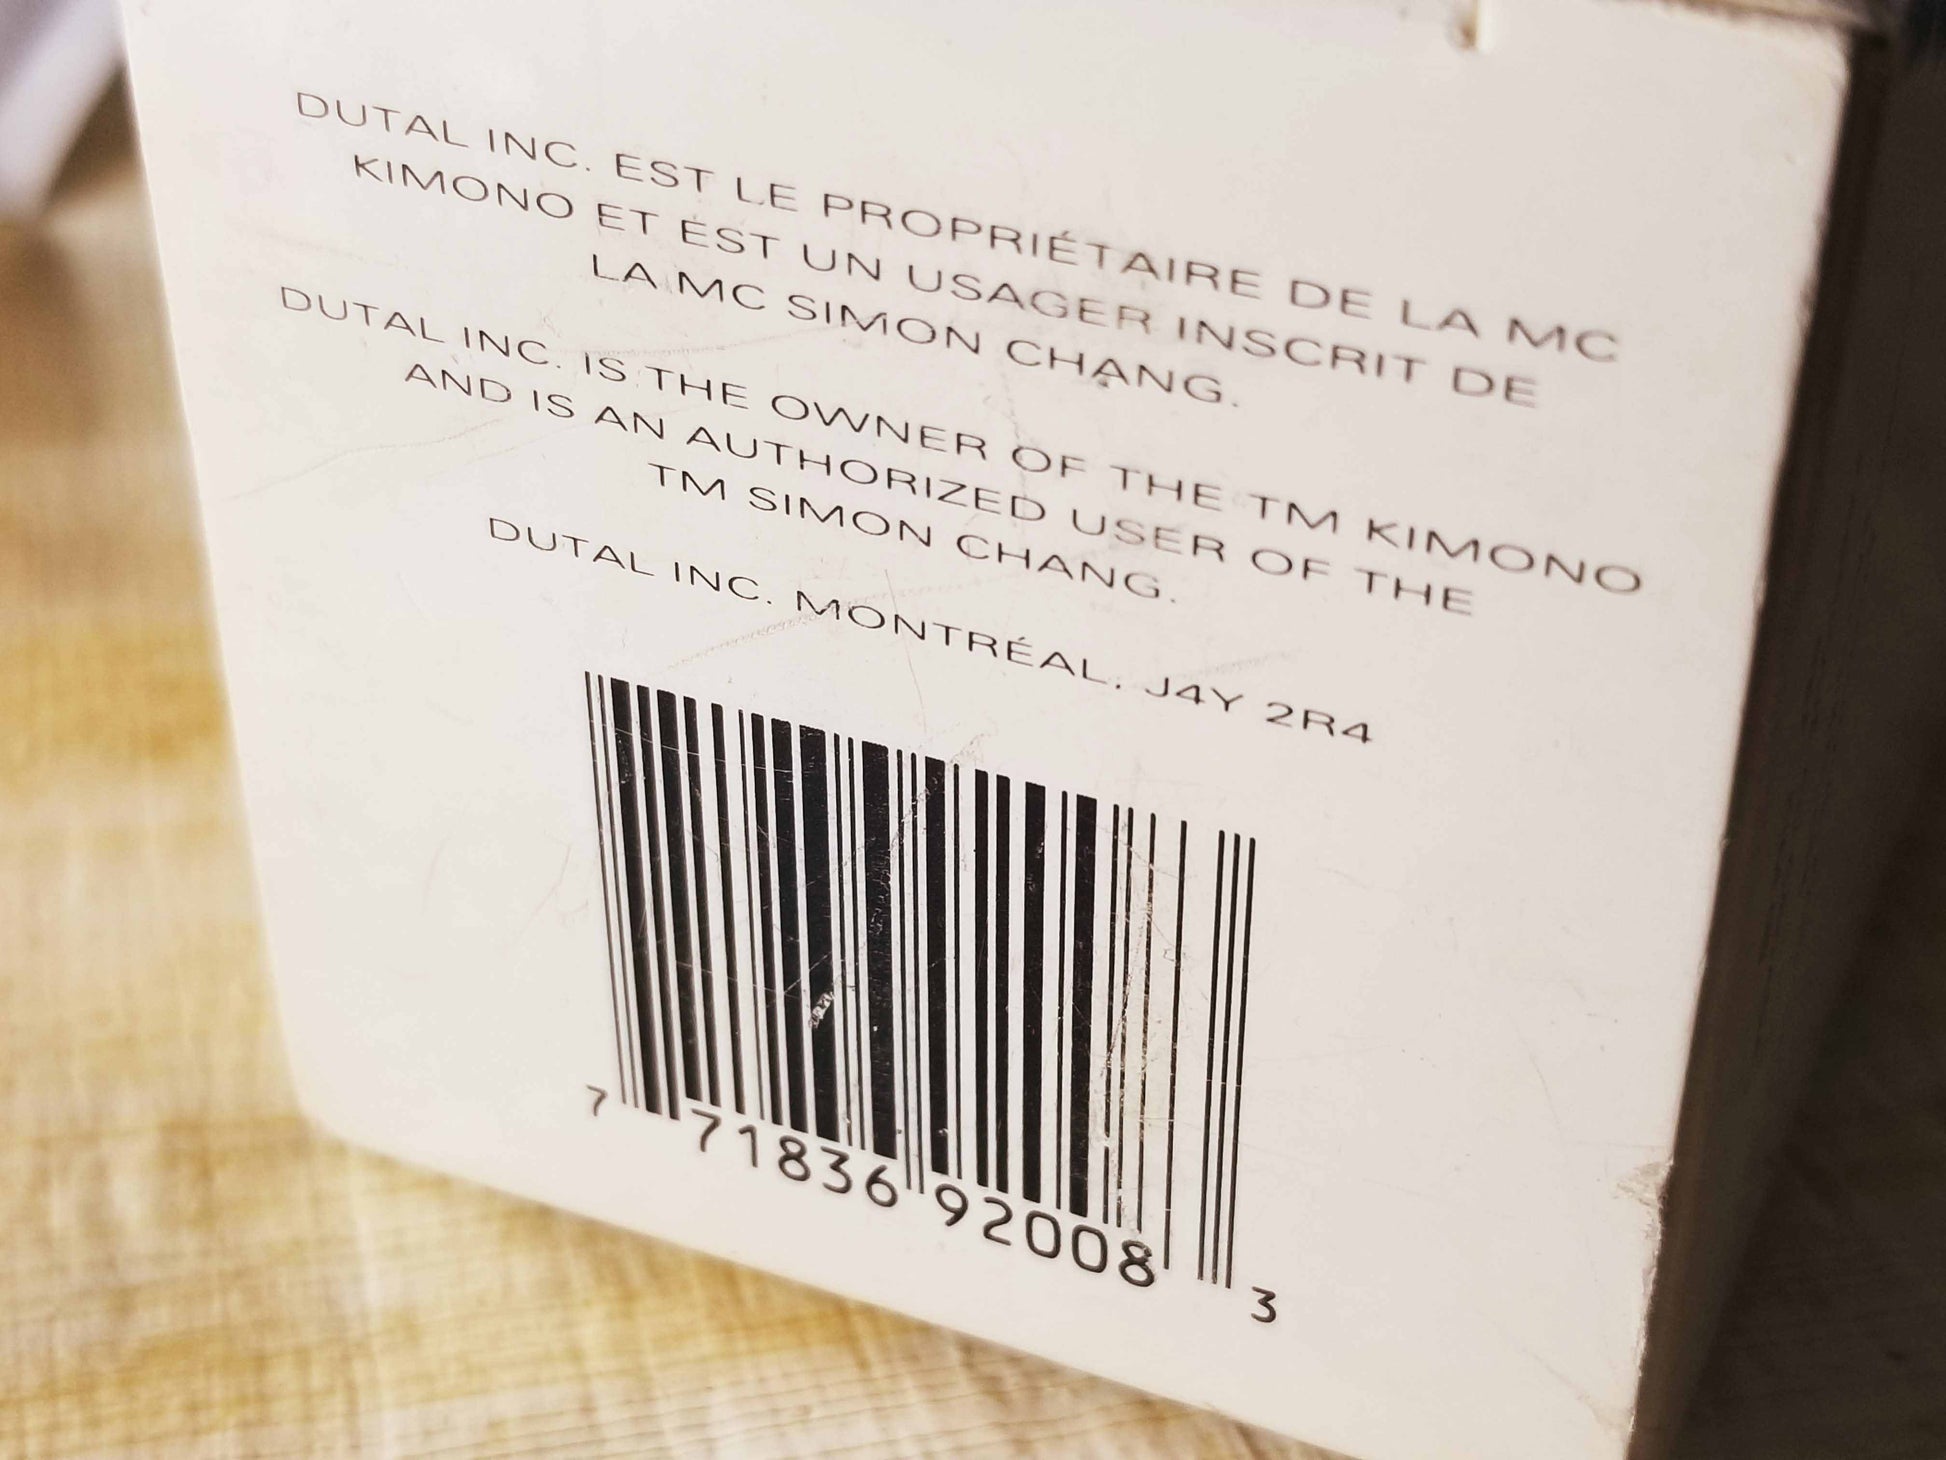 DUTAL INC. EST LE PROPRIÉTAIRE DE LA MC
KIMONO ET EST UN USAGER INSCRIT DE
LA MC SIMON CHANG.
DUTAL INC. IS THE OWNER OF THE TM KIMONO
AND IS AN AUTHORIZED USER OF THE
TM SIMON CHANG.
DUTAL INC. MONTRÉAL. J4Y 2R4
7 71836 92008 3